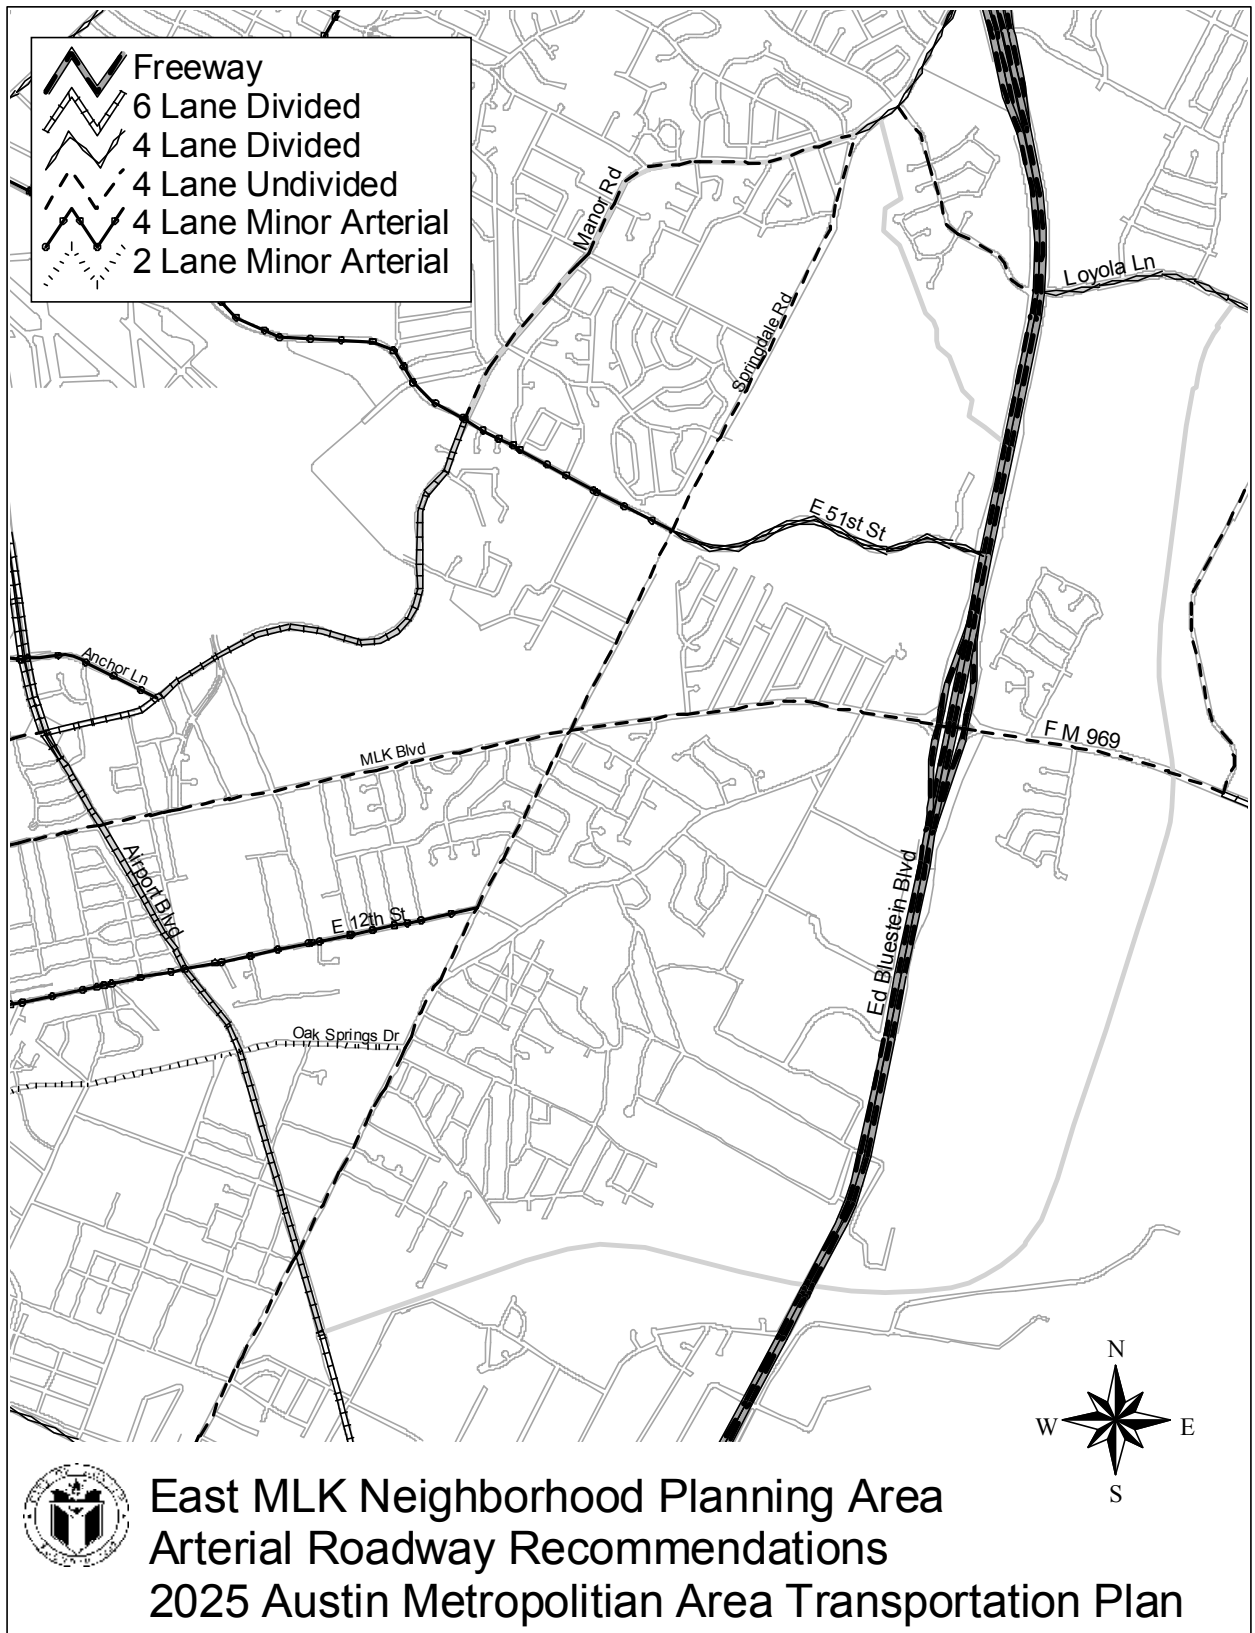 Freeway
6 Lane Divided
4 Lane Divided
4 Lane Undivided
4 Lane Minor Arterial
2 Lane Minor Arterial
Manor Rd
Loyola Ln
Springdale Rd
E 51st St
Anchor Ln
F M 969
MLK Blvd
Airport Blvd
Ed Bluestein Blvd
E 12th St
Oak Springs Dr
N
W E
S
East MLK Neighborhood Planning Area
Arterial Roadway Recommendations
2025 Austin Metropolitian Area Transportation Plan